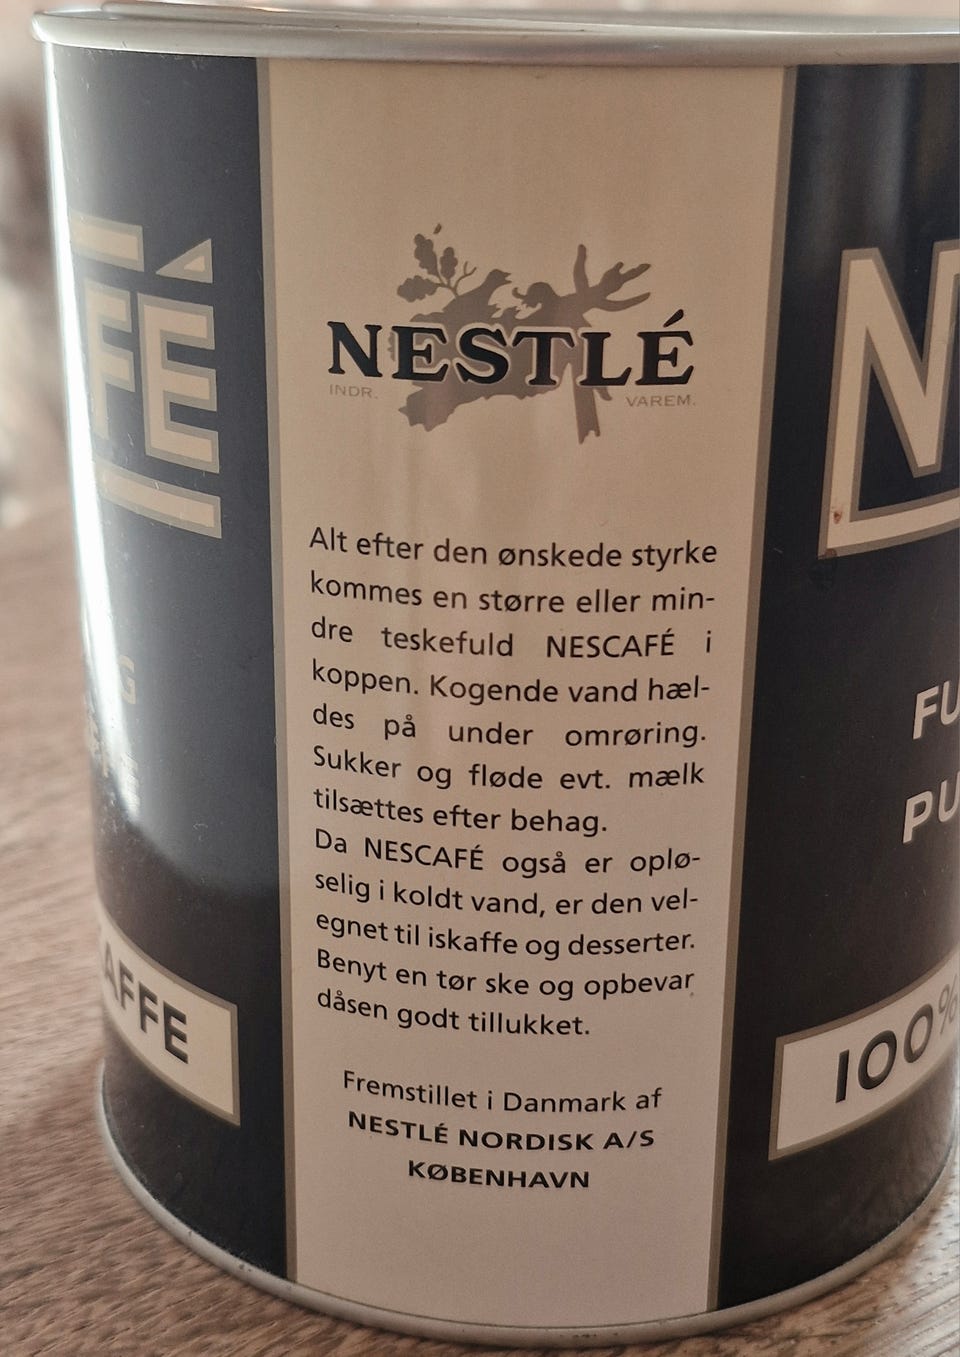 FÉ
NESTLÉ
INDR. VAREM.
Alt efter den ønskede styrke
kommes en større eller min-
dre teskefuld NESCAFÉ i
koppen. Kogende vand hæl-
des på under omrøring.
Sukker og fløde evt. mælk
tilsættes efter behag.
Da NESCAFÉ også er oplø-
selig i koldt vand, er den vel-
egnet til iskaffe og desserter.
Benyt en tør ske og opbevar
dåsen godt tillukket.
Fremstillet i Danmark af
NESTLÉ NORDISK A/S
KØBENHAVN
AFFE
N
FU
PU
100%